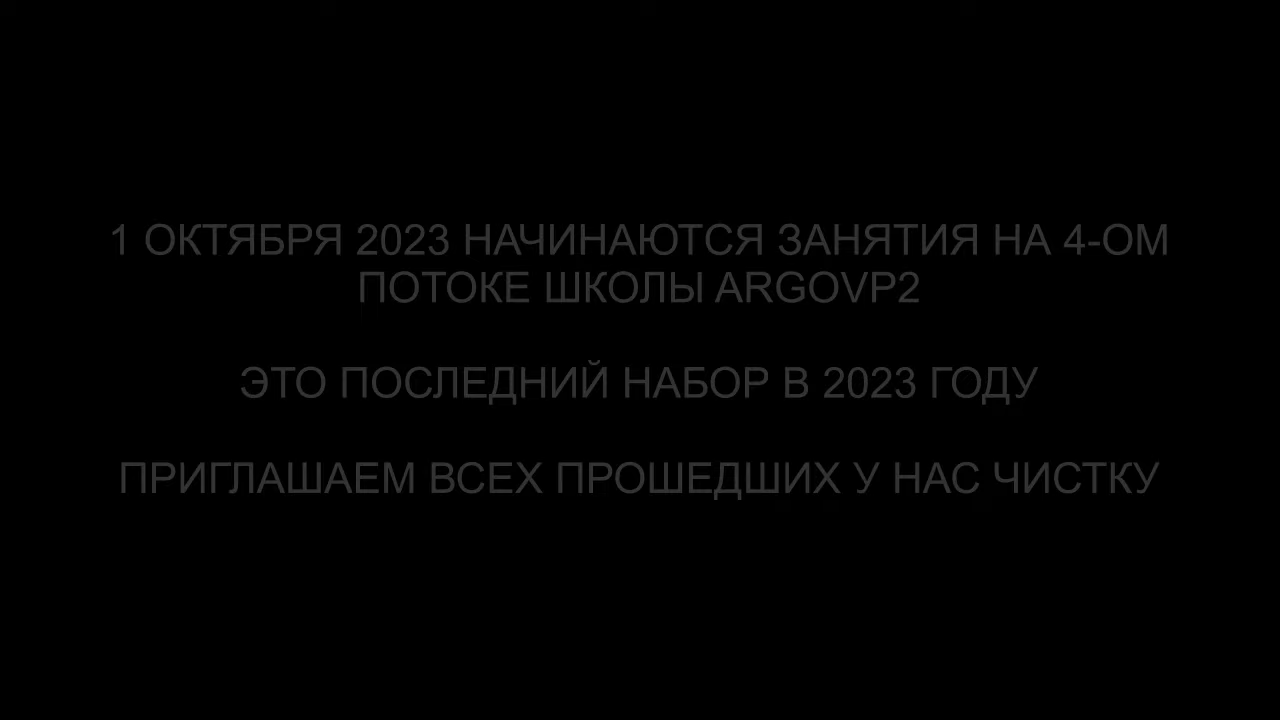 1 ОКТЯБРЯ 2023 НАЧИНАЮТСЯ ЗАНЯТИЯ НА 4-ОМ
ПОТОКЕ ШКОЛЫ ARGOVP2
ЭТО ПОСЛЕДНИЙ НАБОР В 2023 ГОДУ
ПРИГЛАШАЕМ ВСЕХ ПРОШЕДШИХ У НАС ЧИСТКУ